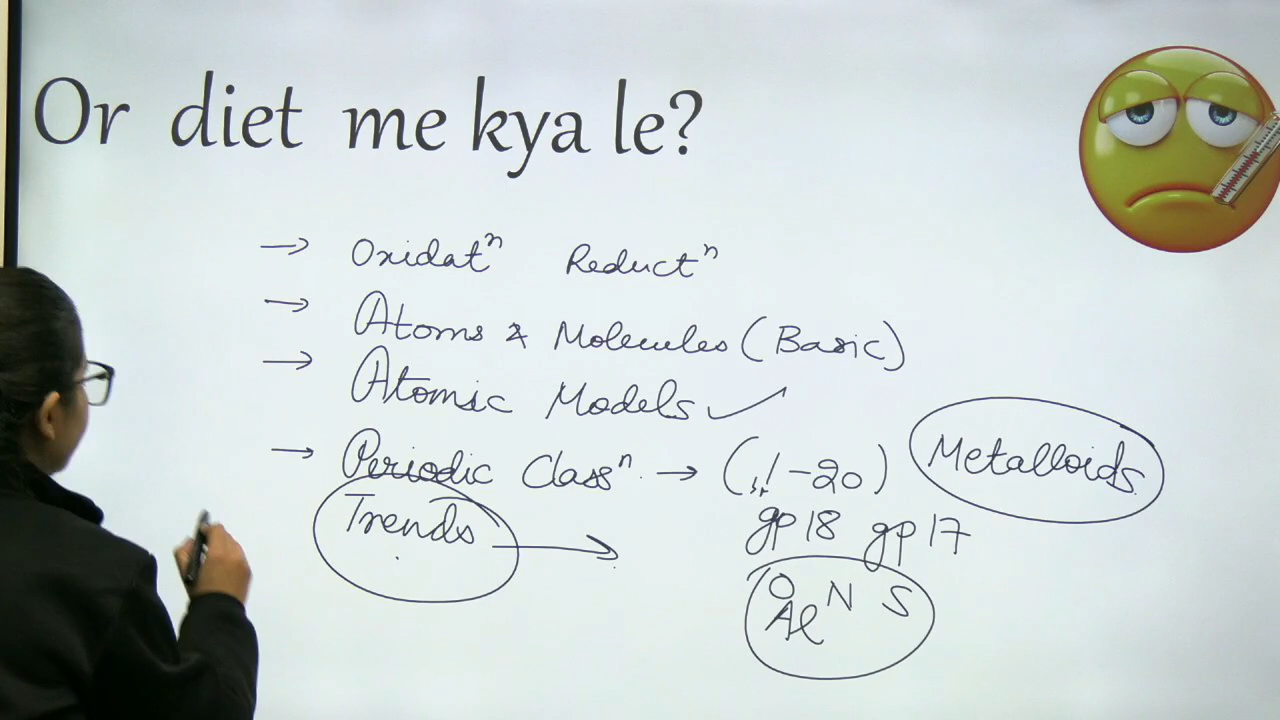 Or diet me kya le?
→ Oxidatⁿ Reductⁿ
→ Atoms & Molecules (Basic)
→ Atomic Models ✓
→ Periodic Classⁿ. → (1-20) Metalloids
Trends → gp 18 gp 17
O N S
Al